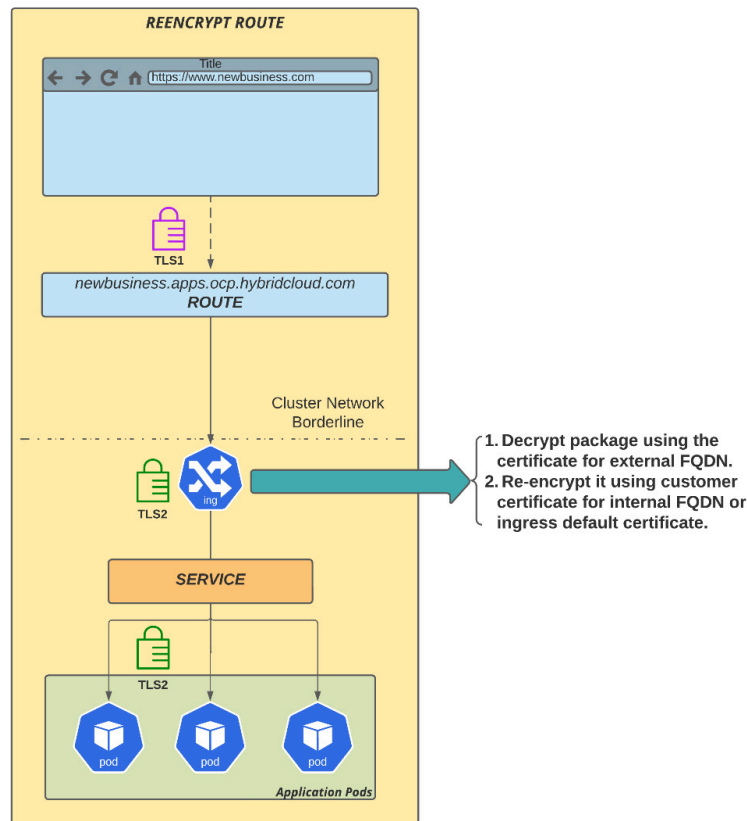 REENCRYPT ROUTE
Title
https://www.newbusiness.com
TLS1
newbusiness.apps.ocp.hybridcloud.com
ROUTE
Cluster Network
Borderline
TLS2
ing
1. Decrypt package using the
certificate for external FQDN.
2. Re-encrypt it using customer
certificate for internal FQDN or
ingress default certificate.
SERVICE
TLS2
pod
pod
pod
Application Pods